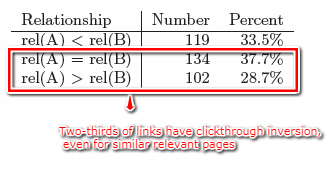 Relationship Number Percent
rel(A) < rel(B) 119 33.5%
rel(A) = rel(B) 134 37.7%
rel(A) > rel(B) 102 28.7%
Two-thirds of links have clickthrough inversion,
even for similar relevant pages